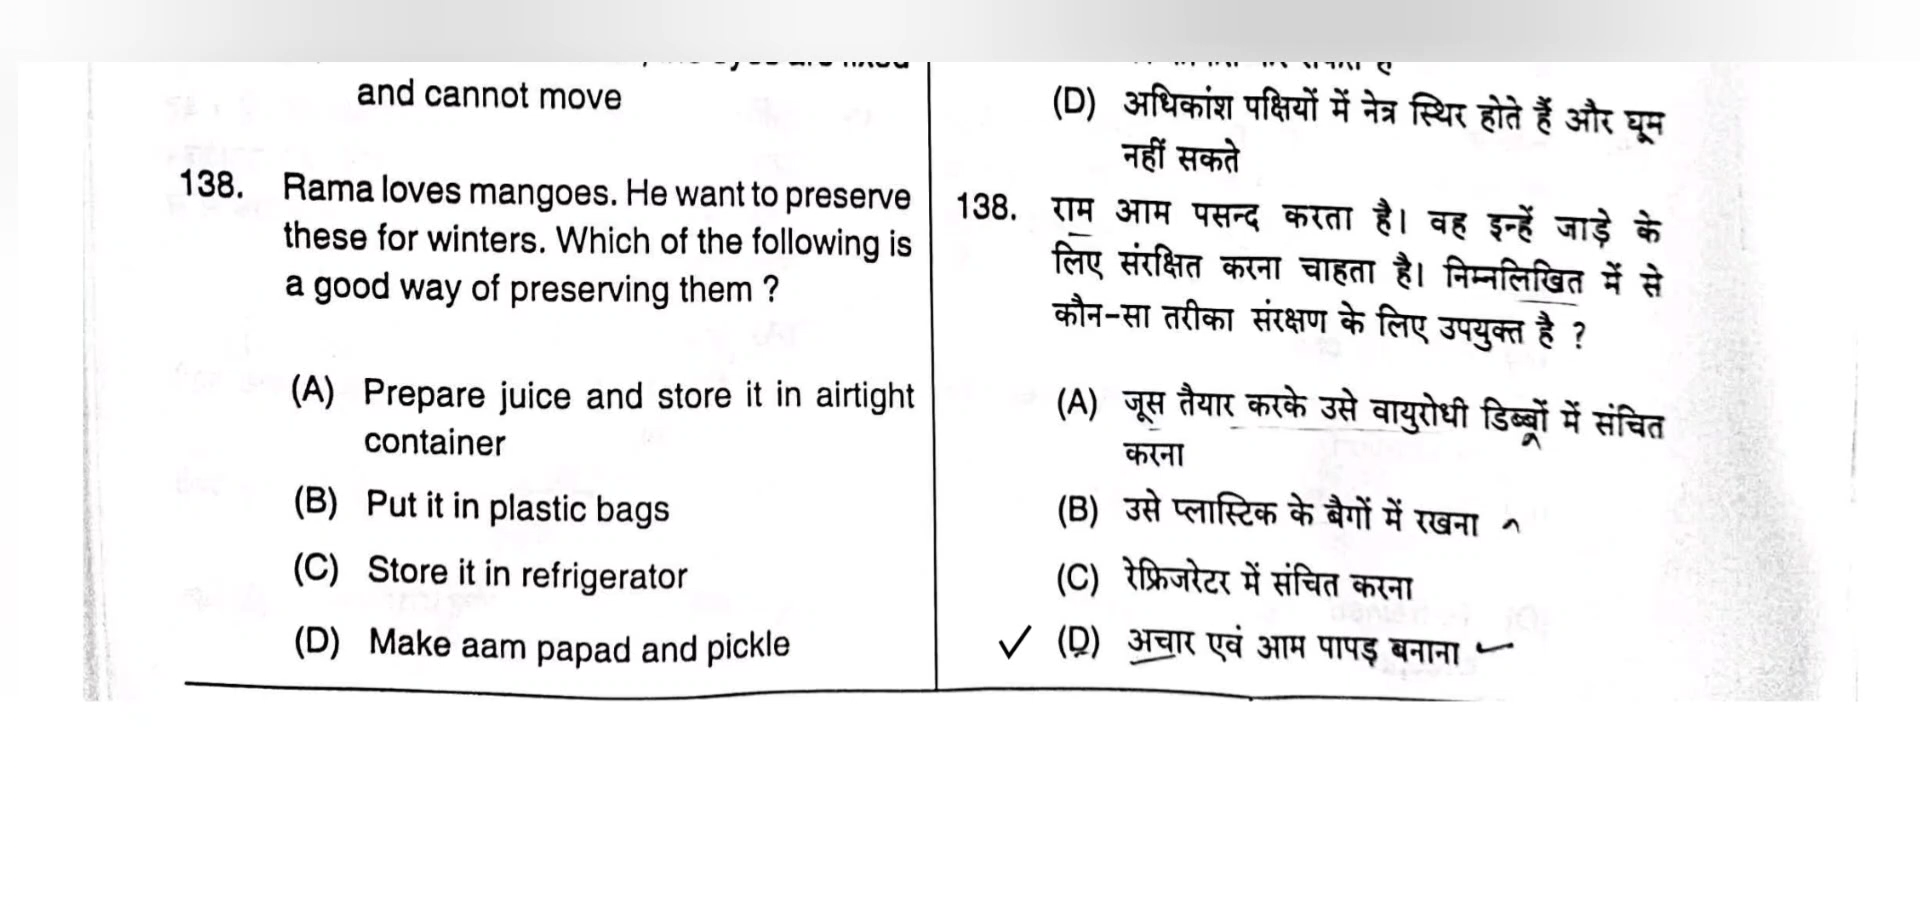 and cannot move
138. Rama loves mangoes. He want to preserve
these for winters. Which of the following is
a good way of preserving them ?
(A) Prepare juice and store it in airtight
container
(B) Put it in plastic bags
(C) Store it in refrigerator
(D) Make aam papad and pickle
(D) अधिकांश पक्षियों में नेत्र स्थिर होते हैं और घूम
नहीं सकते
138. राम आम पसन्द करता है। वह इन्हें जाड़े के
लिए संरक्षित करना चाहता है। निम्नलिखित में से
कौन-सा तरीका संरक्षण के लिए उपयुक्त है ?
(A) जूस तैयार करके उसे वायुरोधी डिब्बों में संचित
करना
(B) उसे प्लास्टिक के बैगों में रखना
(C) रेफ्रिजरेटर में संचित करना
(D) अचार एवं आम पापड़ बनाना